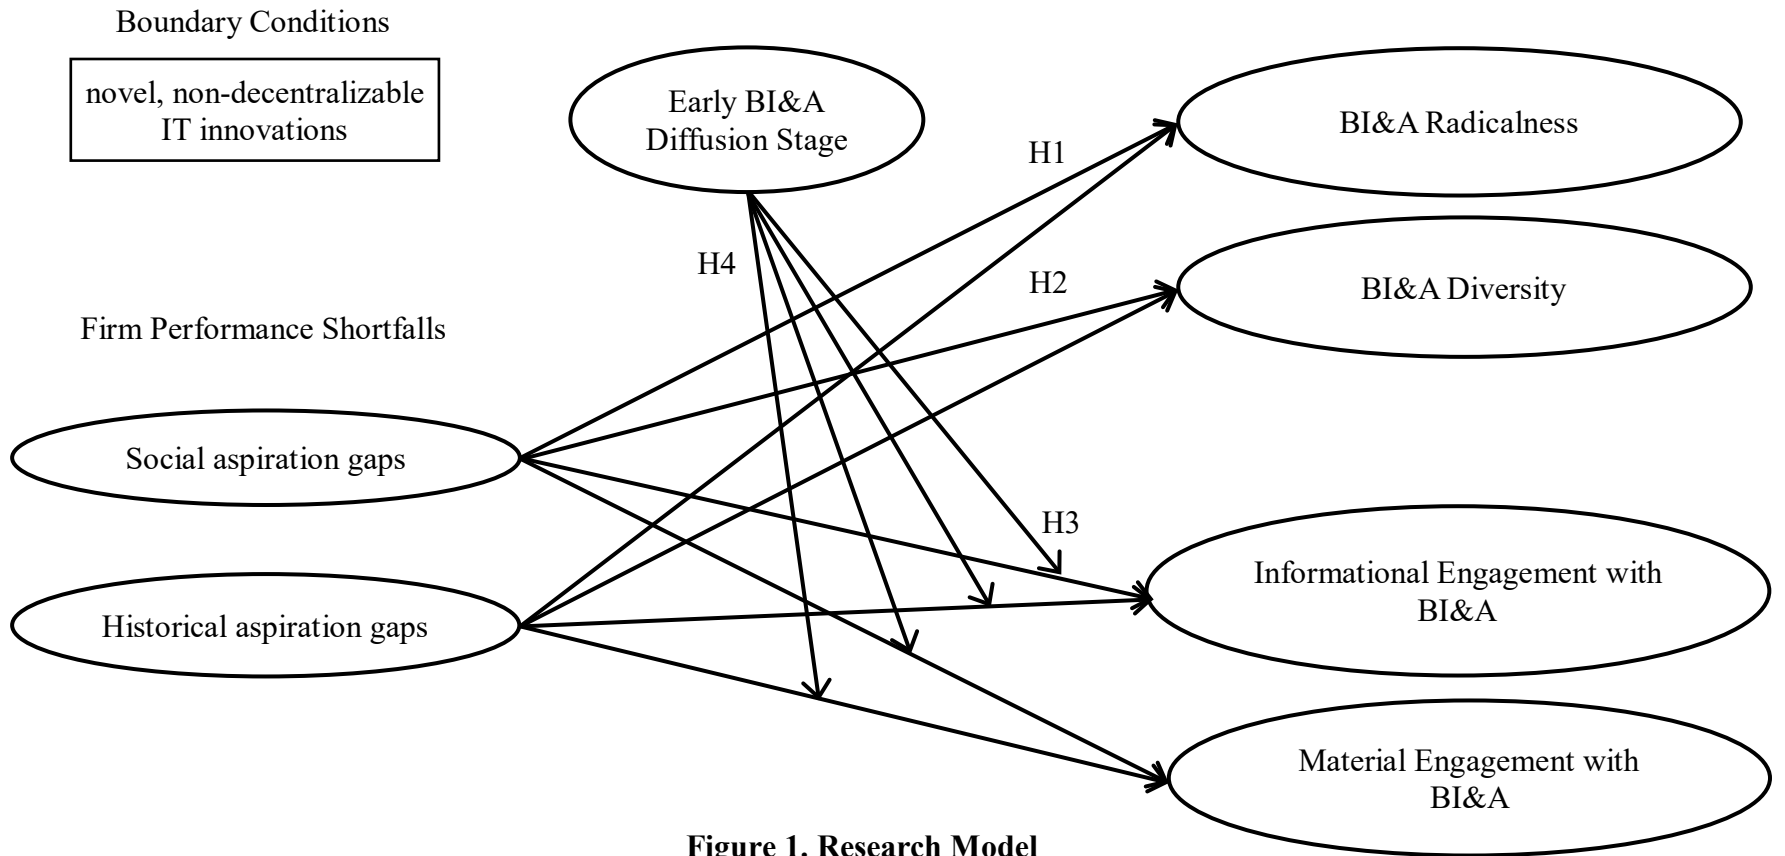 Boundary Conditions
novel, non-decentralizable
IT innovations
Early BI&A
Diffusion Stage
BI&A Radicalness
H1
H4
H2
BI&A Diversity
Firm Performance Shortfalls
Social aspiration gaps
H3
Informational Engagement with
BI&A
Historical aspiration gaps
Material Engagement with
BI&A
Figure 1. Research Model